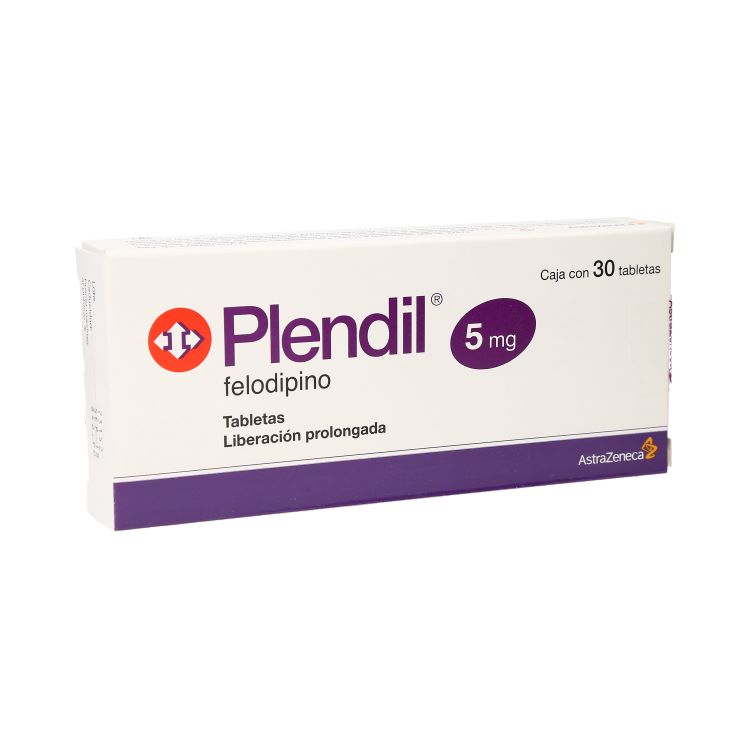 Caja con 30 tabletas
Plendil®
5 mg
felodipino
Tabletas
Liberación prolongada
AstraZeneca